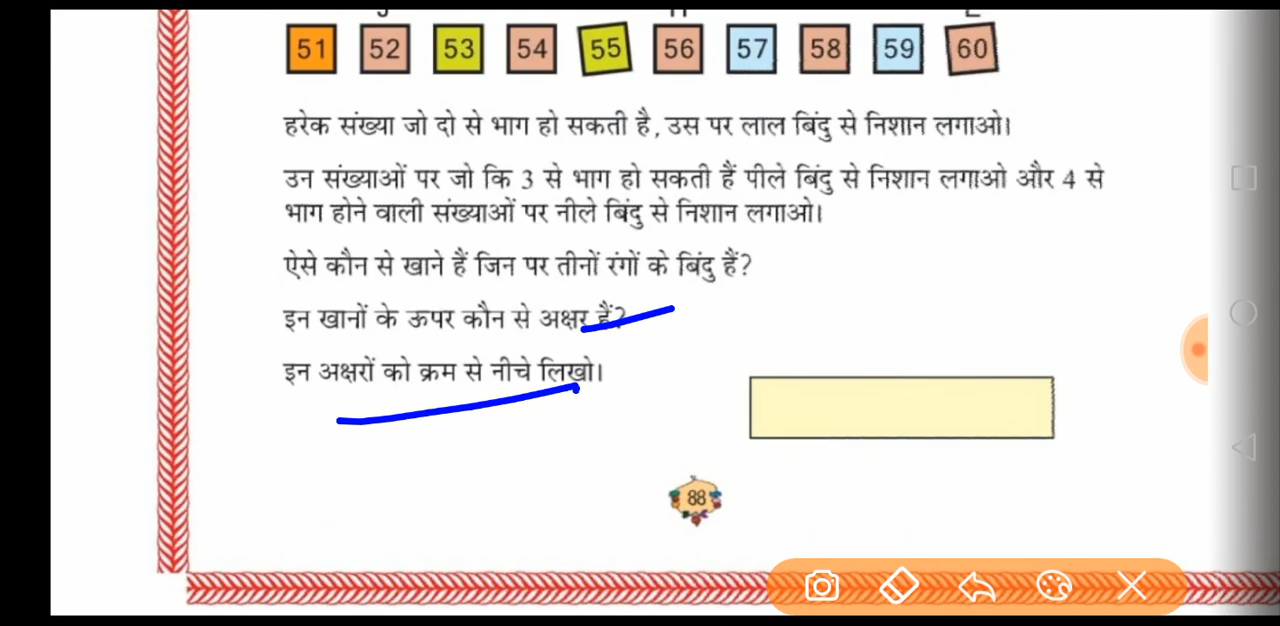 51 52 53 54 55 56 57 58 59 60
हरेक संख्या जो दो से भाग हो सकती है, उस पर लाल बिंदु से निशान लगाओ।
उन संख्याओं पर जो कि 3 से भाग हो सकती हैं पीले बिंदु से निशान लगाओ और 4 से
भाग होने वाली संख्याओं पर नीले बिंदु से निशान लगाओ।
ऐसे कौन से खाने हैं जिन पर तीनों रंगों के बिंदु हैं?
इन खानों के ऊपर कौन से अक्षर हैं?
इन अक्षरों को क्रम से नीचे लिखो।
88